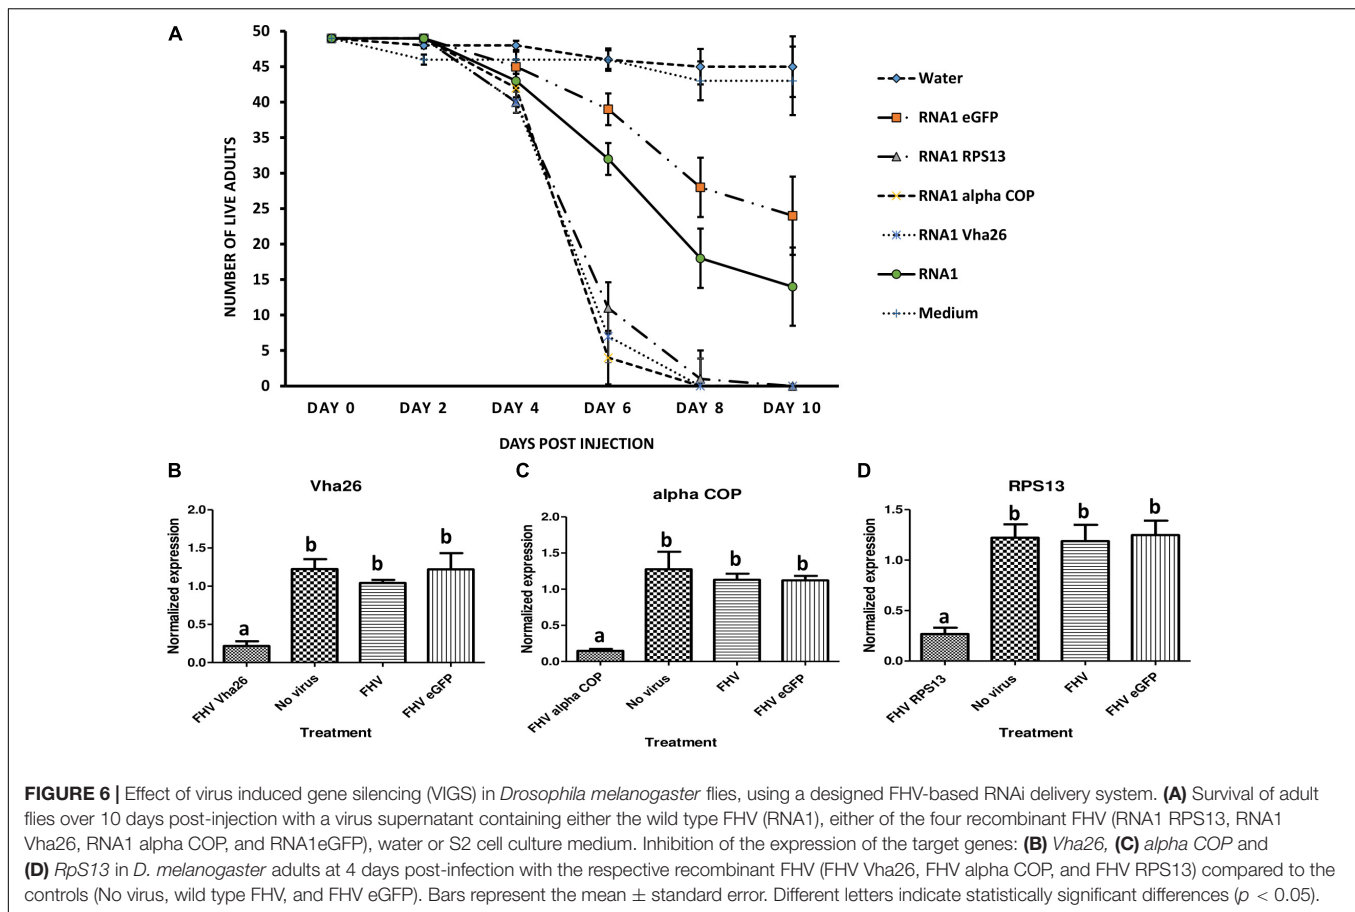 A
50
45
40
35
30
25
20
15
10
5
0
NUMBER OF LIVE ADULTS
DAY 0 DAY 2 DAY 4 DAY 6 DAY 8 DAY 10
DAYS POST INJECTION
Water
RNA1 eGFP
RNA1 RPS13
RNA1 alpha COP
RNA1 Vha26
RNA1
Medium
B
Vha26
Normalized expression
2.0
1.5
1.0
0.5
0.0
a b b b
FHV Vha26 No virus FHV FHV eGFP
Treatment
C
alpha COP
Normalized expression
2.0
1.5
1.0
0.5
0.0
a b b b
FHV alpha COP No virus FHV FHV eGFP
Treatment
D
RPS13
Normalized expression
1.5
1.0
0.5
0.0
a b b b
FHV RPS13 No virus FHV FHV eGFP
Treatment
FIGURE 6 | Effect of virus induced gene silencing (VIGS) in Drosophila melanogaster flies, using a designed FHV-based RNAi delivery system. (A) Survival of adult
flies over 10 days post-injection with a virus supernatant containing either the wild type FHV (RNA1), either of the four recombinant FHV (RNA1 RPS13, RNA1
Vha26, RNA1 alpha COP, and RNA1eGFP), water or S2 cell culture medium. Inhibition of the expression of the target genes: (B) Vha26, (C) alpha COP and
(D) RpS13 in D. melanogaster adults at 4 days post-infection with the respective recombinant FHV (FHV Vha26, FHV alpha COP, and FHV RPS13) compared to the
controls (No virus, wild type FHV, and FHV eGFP). Bars represent the mean ± standard error. Different letters indicate statistically significant differences (p < 0.05).